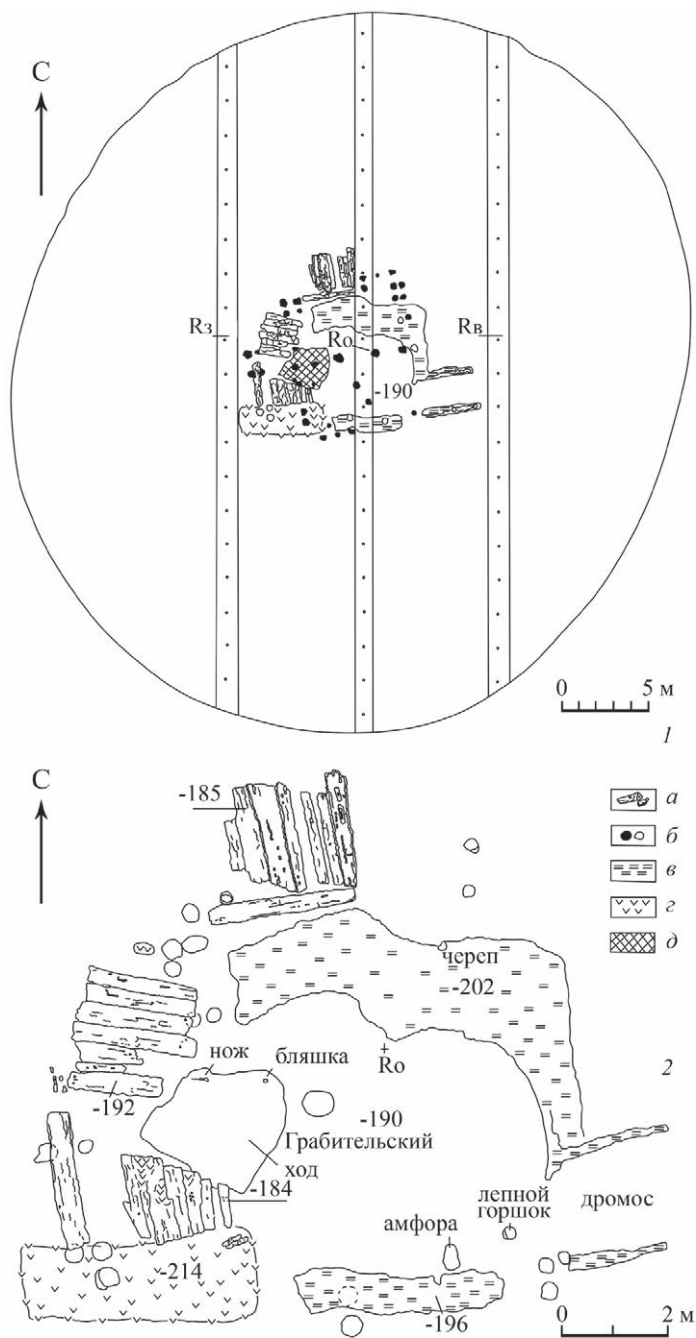 С
Rз
Rо
Rв
-190
0 5 м
1
С
-185
а
б
в
г
д
череп
-202
нож
бляшка
+
Rо
2
-192
-190
Грабительский
ход
-184
лепной
горшок
дромос
амфора
-214
-196
0 2 м